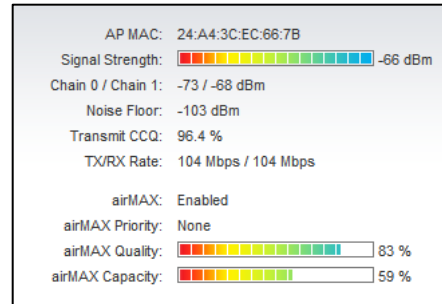 AP MAC: 24:A4:3C:EC:66:7B
Signal Strength: -66 dBm
Chain 0 / Chain 1: -73 / -68 dBm
Noise Floor: -103 dBm
Transmit CCQ: 96.4 %
TX/RX Rate: 104 Mbps / 104 Mbps
airMAX: Enabled
airMAX Priority: None
airMAX Quality: 83 %
airMAX Capacity: 59 %